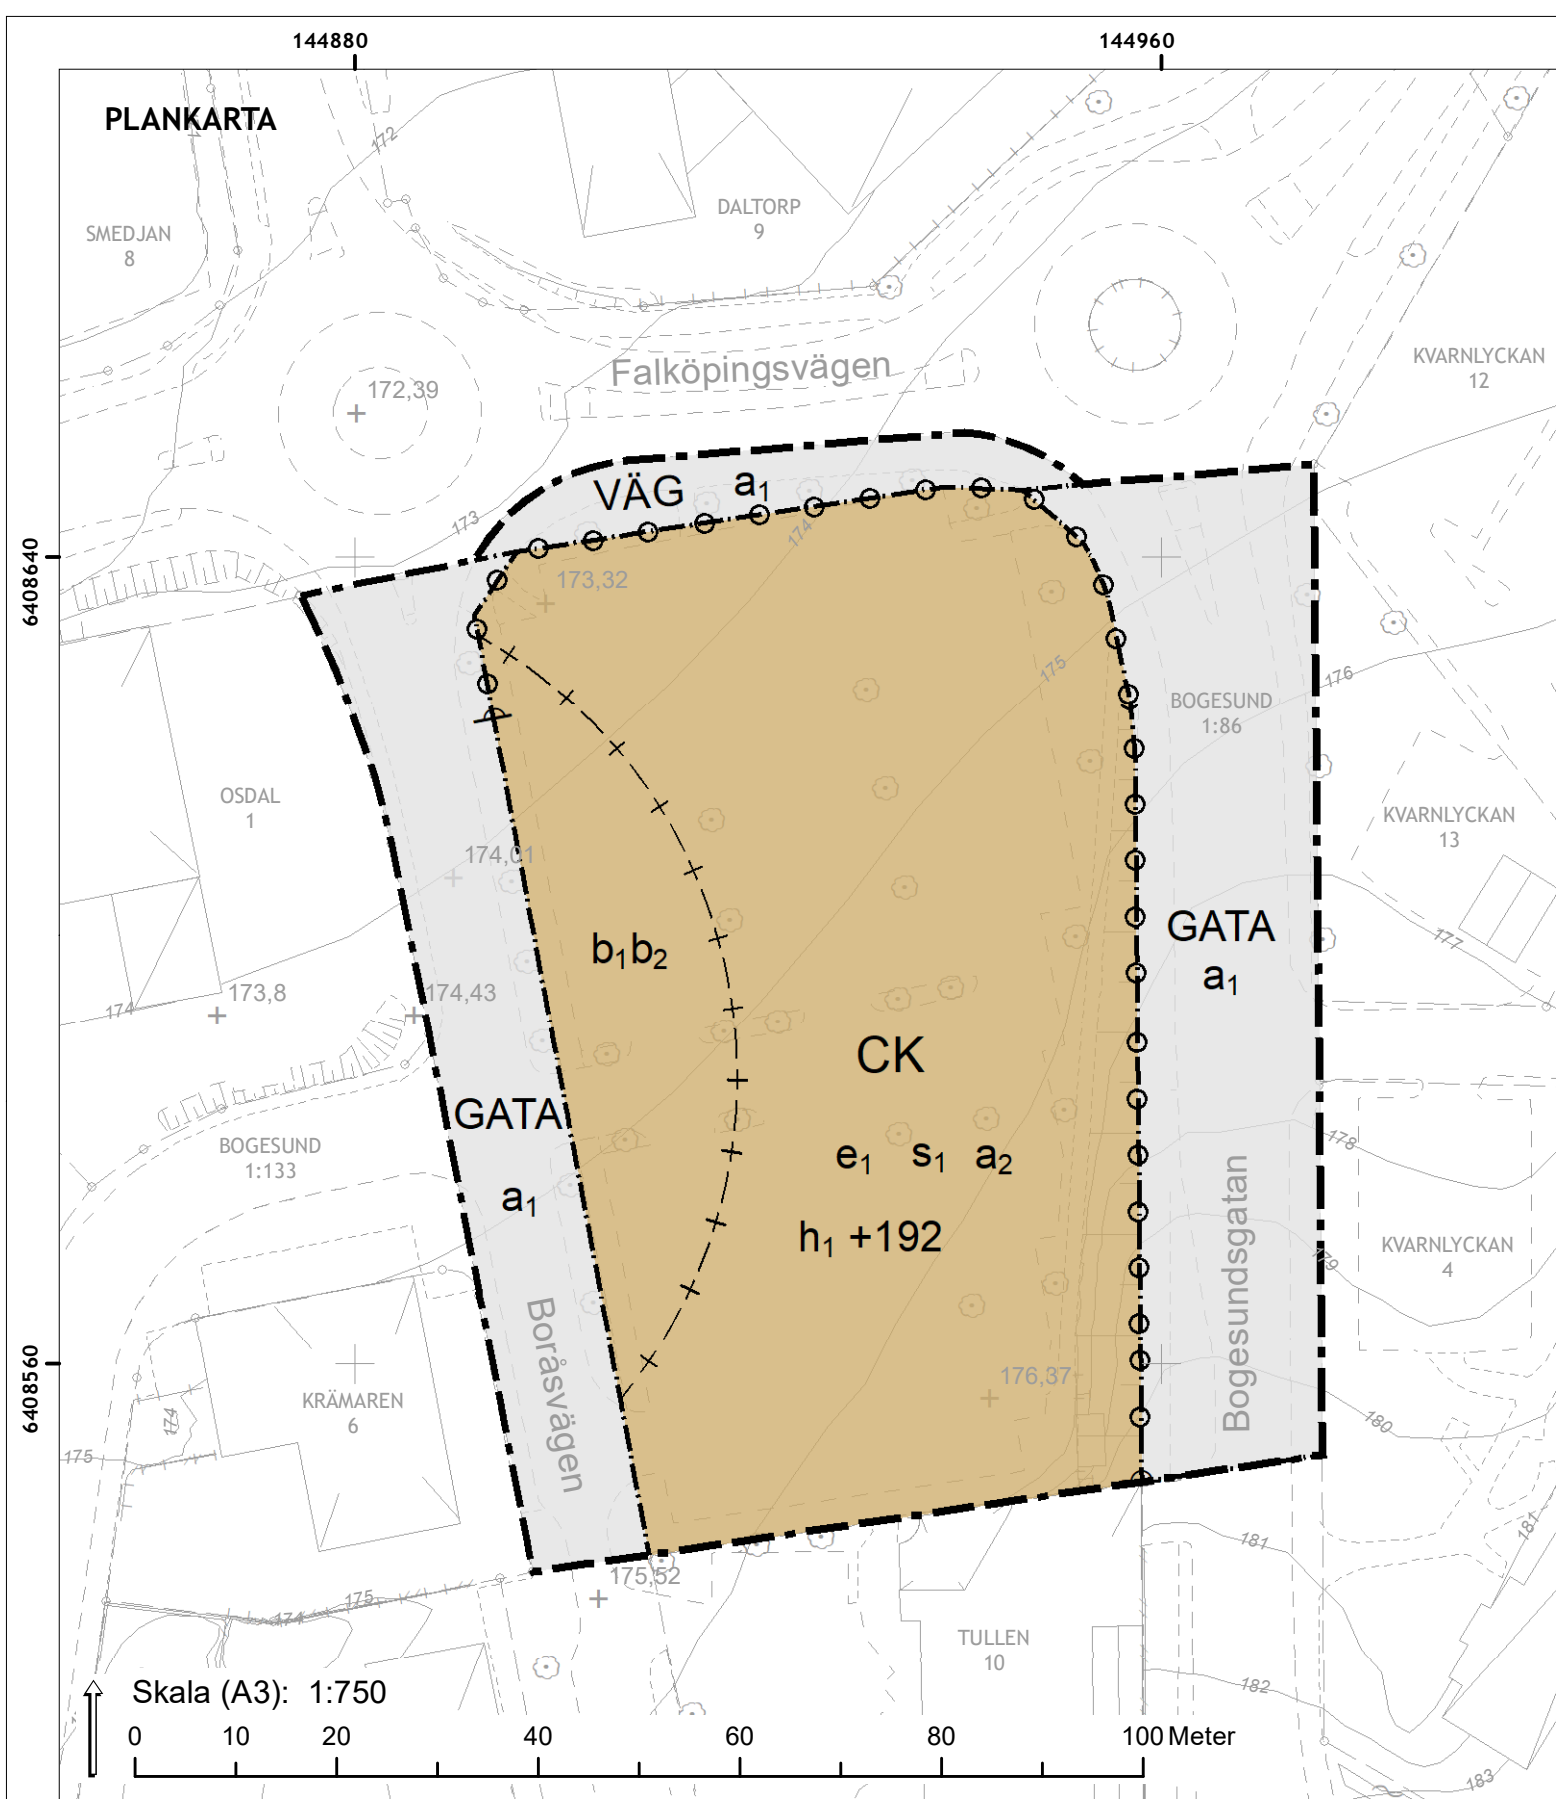 144880
144960
PLANKARTA
172
DALTORP
9
SMEDJAN
8
Falköpingsvägen
KVARNLYCKAN
12
172,39
VÄG a₁
173
174
6408640
173,32
175
176
BOGESUND
1:86
OSDAL
1
KVARNLYCKAN
13
174,01
GATA
a₁
b₁b₂
177
173,8
174,43
174
CK
GATA
BOGESUND
1:133
178
e₁ s₁ a₂
a₁
h₁ +192
Bogesundsgatan
179
KVARNLYCKAN
4
Boråsvägen
6408560
176,37
KRÄMAREN
6
174
180
175
181
181
175,52
175
174
TULLEN
10
182
Skala (A3): 1:750
0 10 20 40 60 80 100 Meter
183